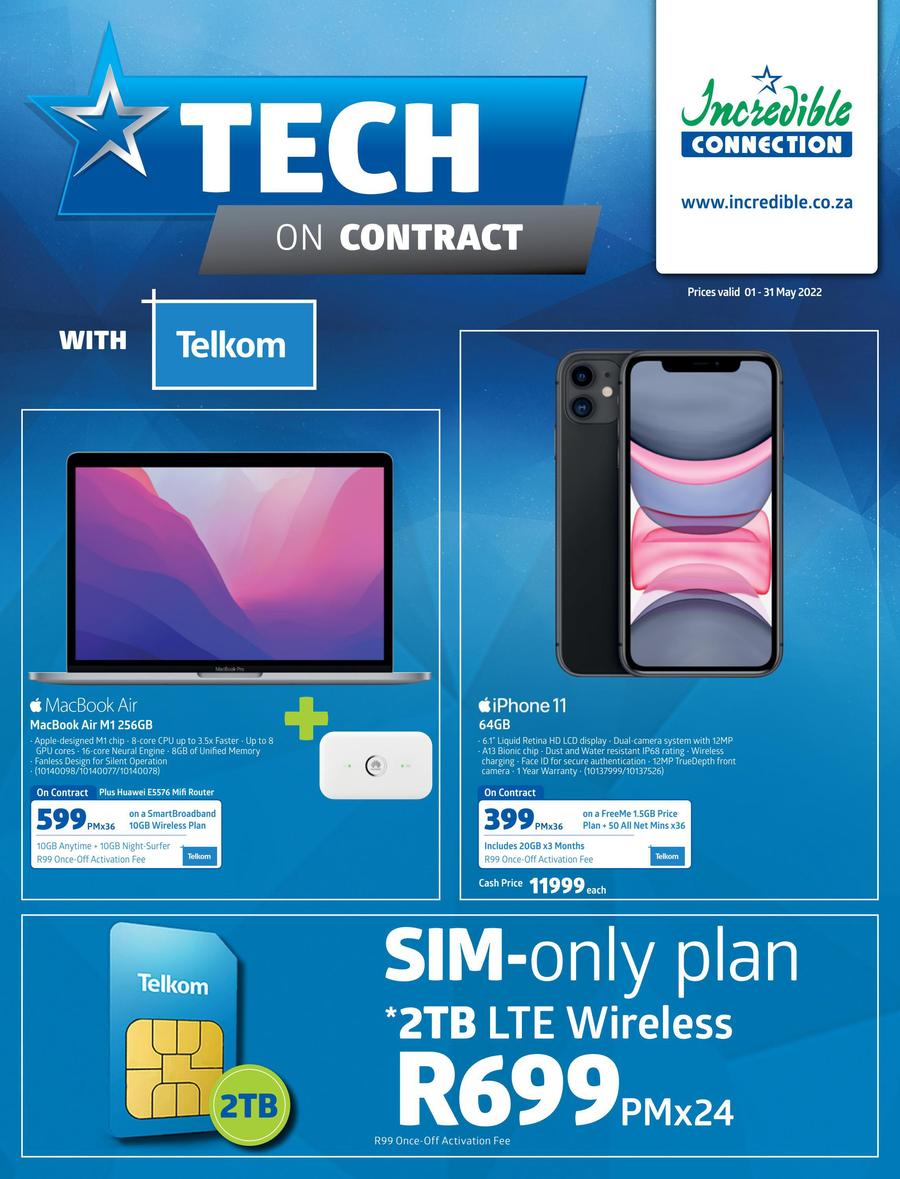 TECH
ON CONTRACT
Incredible
CONNECTION
www.incredible.co.za
Prices valid 01 - 31 May 2022
WITH Telkom
MacBook Pro
MacBook Air
MacBook Air M1 256GB
· Apple-designed M1 chip · 8-core CPU up to 3.5x Faster · Up to 8
GPU cores · 16-core Neural Engine · 8GB of Unified Memory
· Fanless Design for Silent Operation
· (10140098/10140077/10140078)
On Contract Plus Huawei E5576 Mifi Router
599 PMx36
on a SmartBroadband
10GB Wireless Plan
10GB Anytime + 10GB Night-Surfer
R99 Once-Off Activation Fee
Telkom
iPhone 11
64GB
· 6.1" Liquid Retina HD LCD display · Dual-camera system with 12MP
· A13 Bionic chip · Dust and Water resistant IP68 rating · Wireless
charging · Face ID for secure authentication · 12MP TrueDepth front
camera · 1 Year Warranty · (10137999/10137526)
On Contract
399 PMx36
on a FreeMe 1.5GB Price
Plan + 50 All Net Mins x36
Includes 20GB x3 Months
R99 Once-Off Activation Fee
Telkom
Cash Price 11999 each
Telkom
2TB
SIM-only plan
*2TB LTE Wireless
R699 PMx24
R99 Once-Off Activation Fee